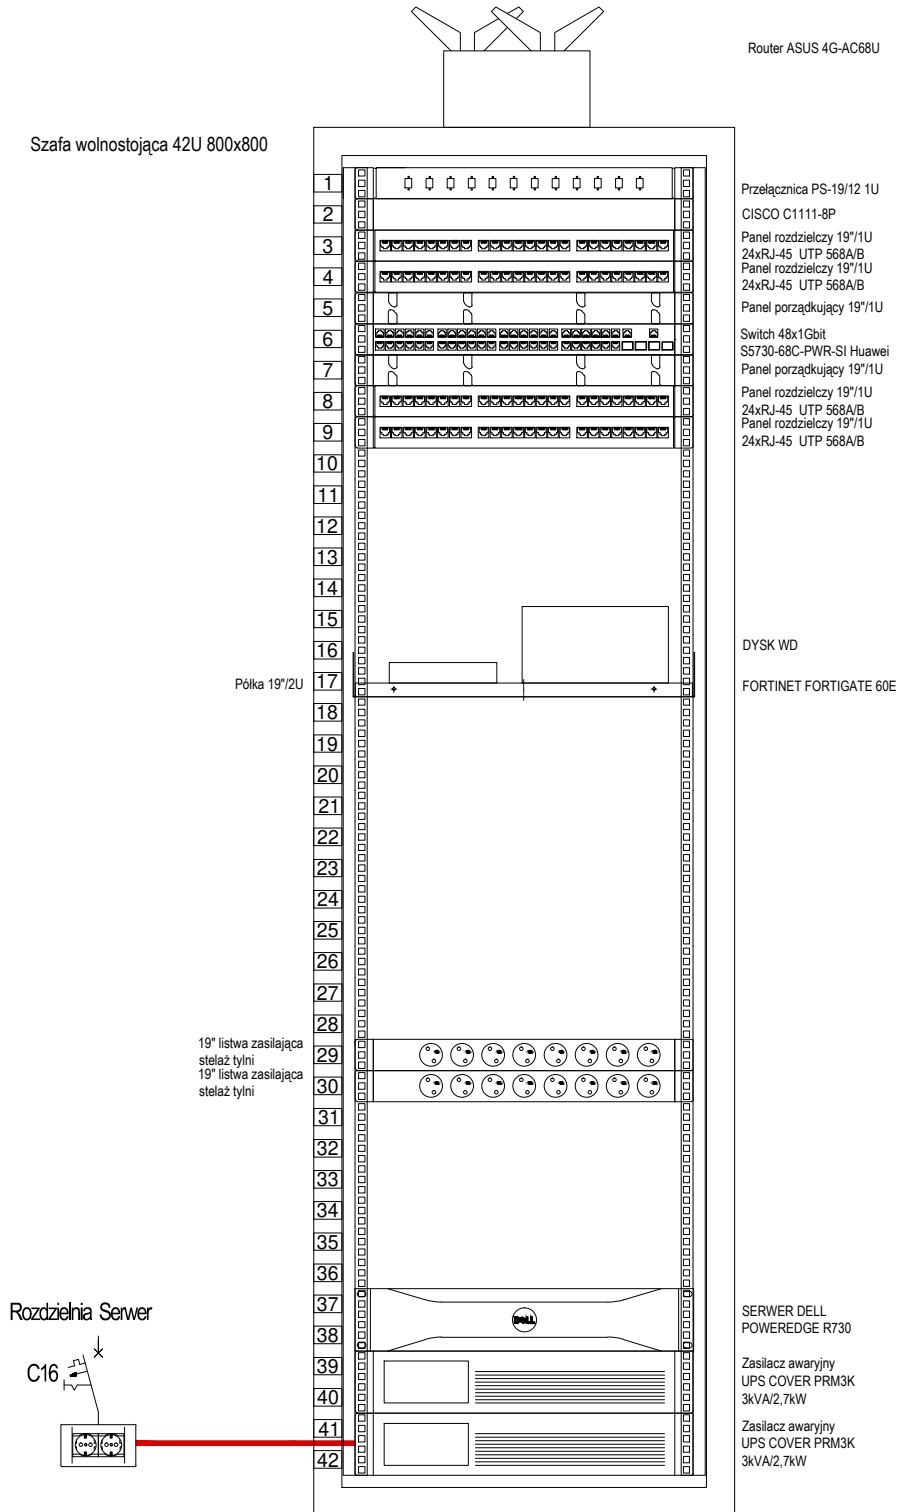 Router ASUS 4G-AC68U
Szafa wolnostojąca 42U 800x800
1
Przełącznica PS-19/12 1U
2
CISCO C1111-8P
3
Panel rozdzielczy 19"/1U
24xRJ-45 UTP 568A/B
4
Panel rozdzielczy 19"/1U
24xRJ-45 UTP 568A/B
5
Panel porządkujący 19"/1U
6
Switch 48x1Gbit
S5730-68C-PWR-SI Huawei
7
Panel porządkujący 19"/1U
8
Panel rozdzielczy 19"/1U
24xRJ-45 UTP 568A/B
9
Panel rozdzielczy 19"/1U
24xRJ-45 UTP 568A/B
10
11
12
13
14
15
16
DYSK WD
Półka 19"/2U
17
FORTINET FORTIGATE 60E
18
19
20
21
22
23
24
25
26
27
28
19" listwa zasilająca
stelaż tylni
29
19" listwa zasilająca
stelaż tylni
30
31
32
33
34
35
36
37
Rozdzielnia Serwer
DELL
SERWER DELL
POWEREDGE R730
38
39
C16
Zasilacz awaryjny
UPS COVER PRM3K
3kVA/2,7kW
40
41
Zasilacz awaryjny
UPS COVER PRM3K
3kVA/2,7kW
42